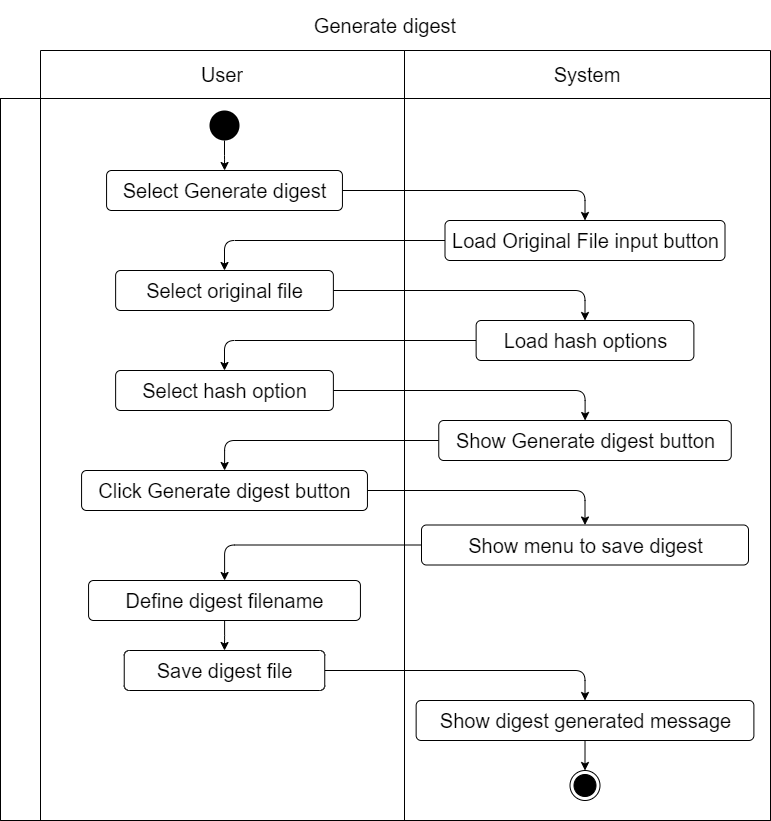 Generate digest
User
System
Select Generate digest
Load Original File input button
Select original file
Load hash options
Select hash option
Show Generate digest button
Click Generate digest button
Show menu to save digest
Define digest filename
Save digest file
Show digest generated message